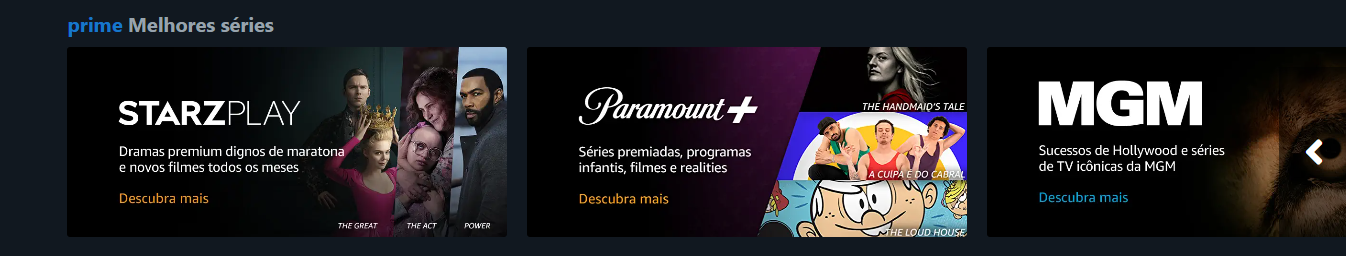 prime Melhores séries
STARZPLAY
Dramas premium dignos de maratona
e novos filmes todos os meses
Descubra mais
THE GREAT
THE ACT
POWER
Paramount+
Séries premiadas, programas
infantis, filmes e realities
Descubra mais
THE HANDMAID'S TALE
A CULPA É DO CABRAL
THE LOUD HOUSE
MGM
Sucessos de Hollywood e séries
de TV icônicas da MGM
Descubra mais